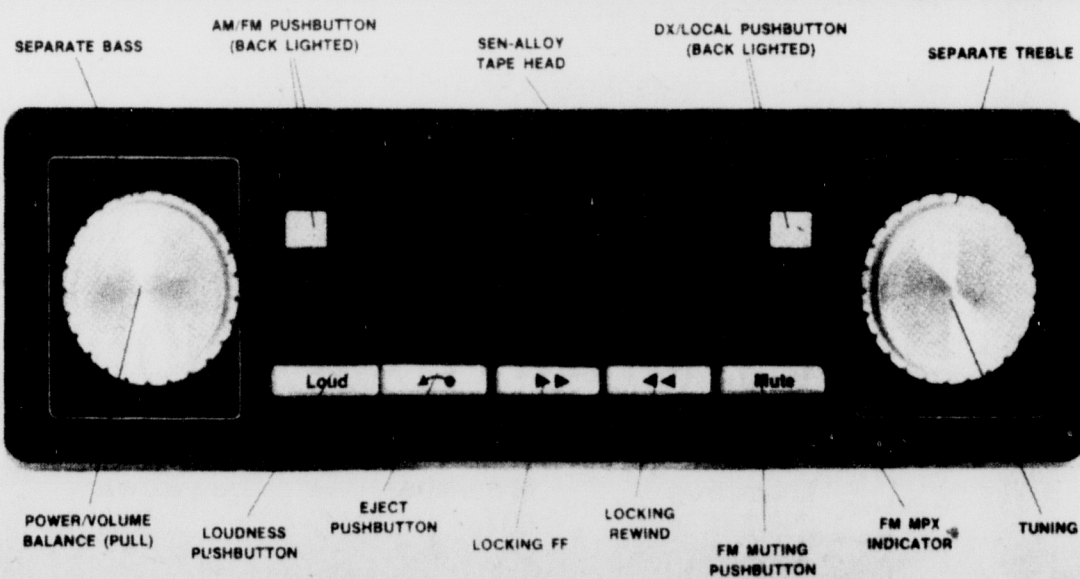 SEPARATE BASS
AM/FM PUSHBUTTON
(BACK LIGHTED)
SEN-ALLOY
TAPE HEAD
DX/LOCAL PUSHBUTTON
(BACK LIGHTED)
SEPARATE TREBLE
Loud
Mute
POWER/VOLUME
BALANCE (PULL)
LOUDNESS
PUSHBUTTON
EJECT
PUSHBUTTON
LOCKING FF
LOCKING
REWIND
FM MUTING
PUSHBUTTON
FM MPX
INDICATOR
TUNING